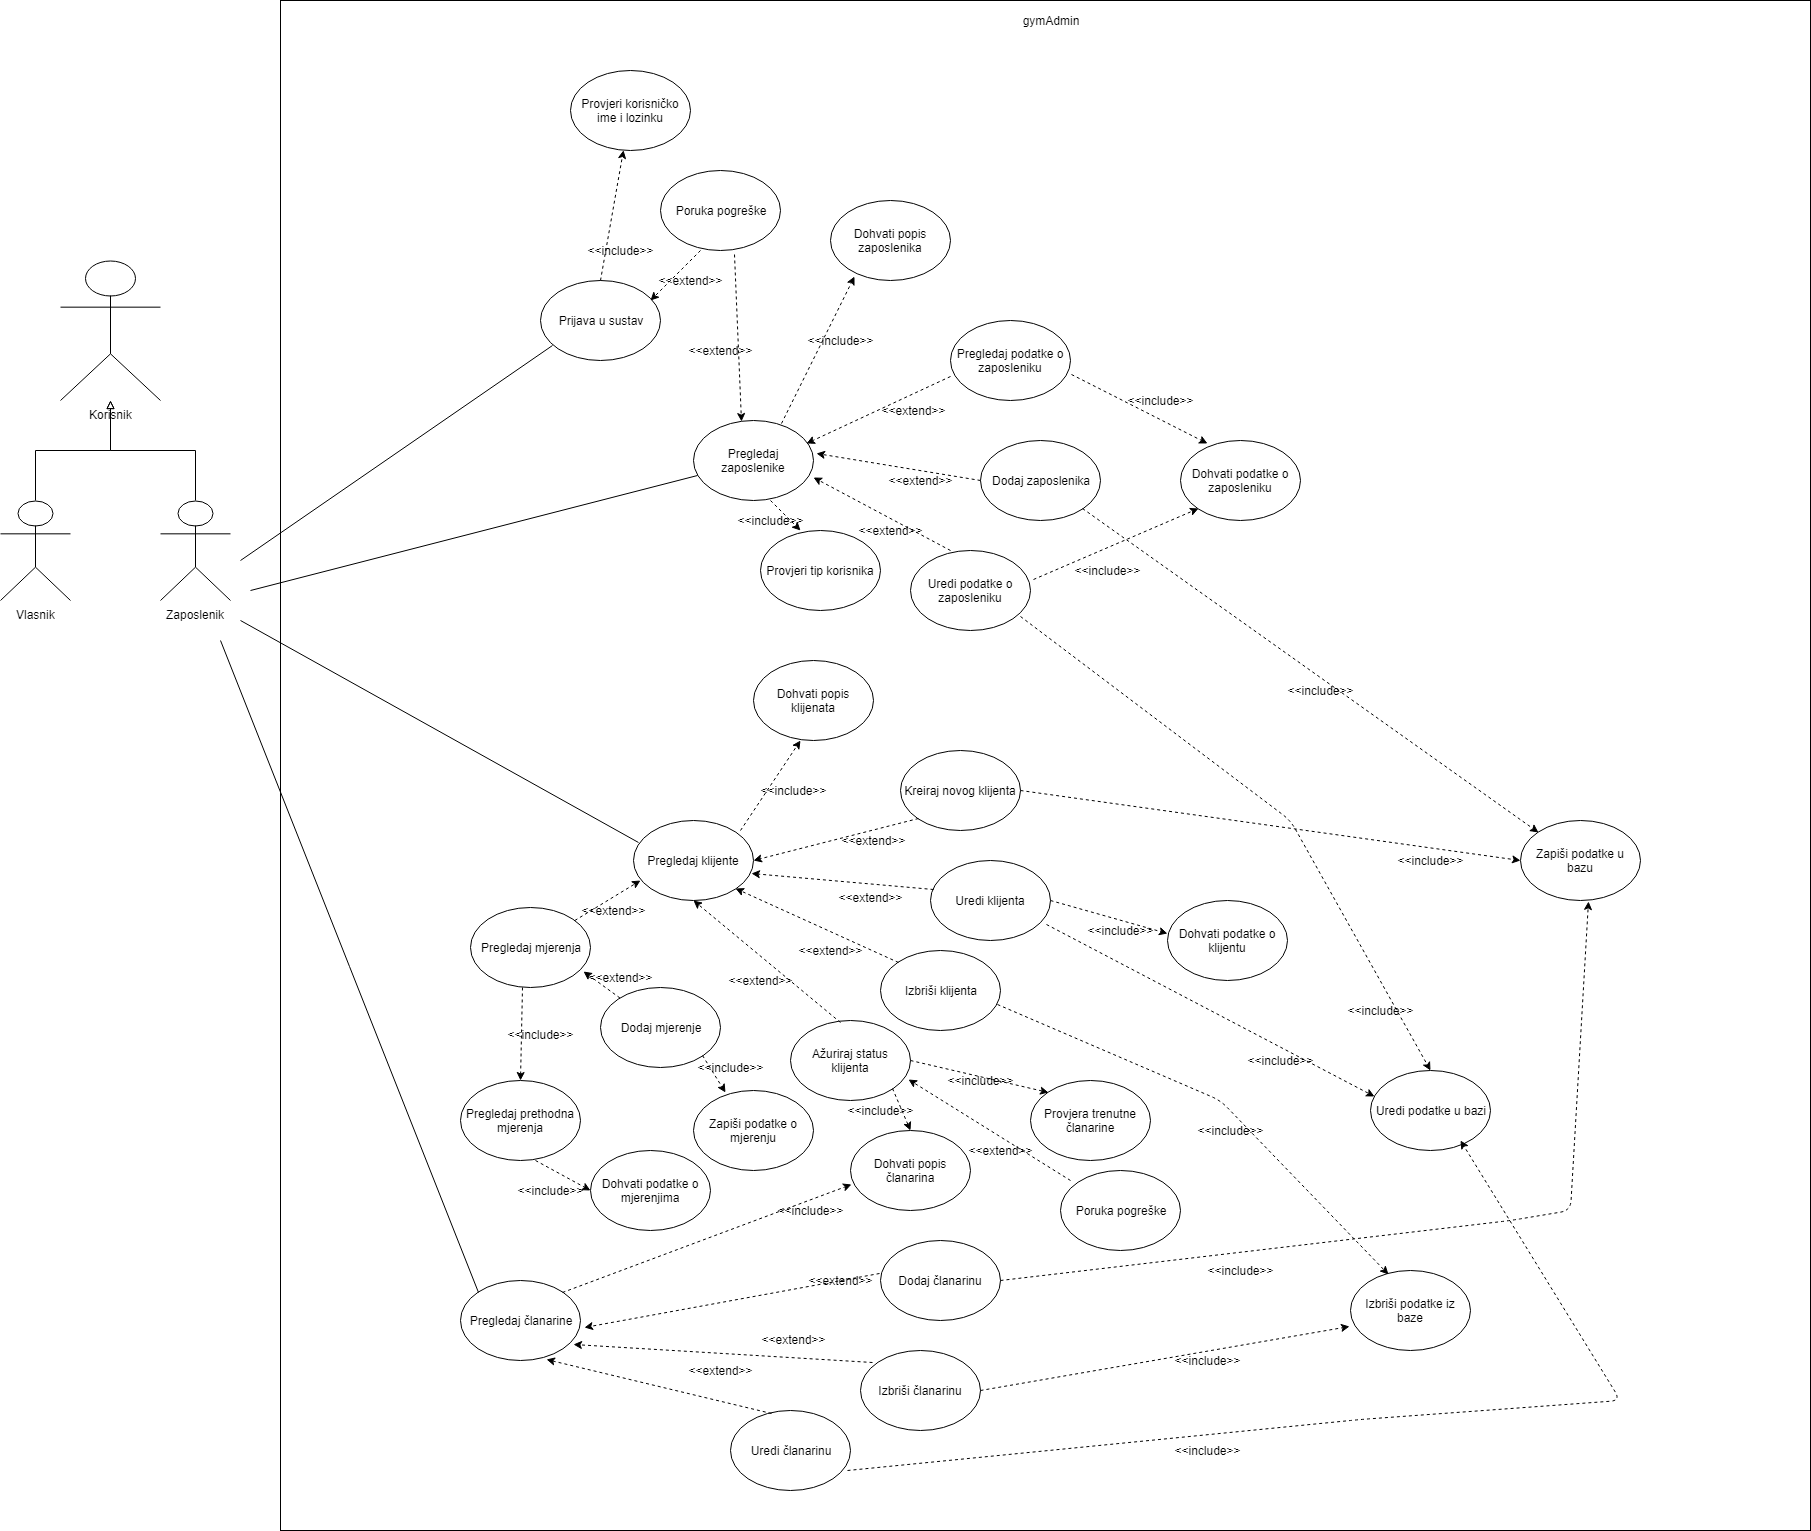 gymAdmin
Provjeri korisničko
ime i lozinku
Poruka pogreške
Dohvati popis
zaposlenika
<<include>>
<<extend>>
Prijava u sustav
<<extend>>
<<include>>
Pregledaj podatke o
zaposleniku
<<include>>
<<extend>>
Korisnik
Pregledaj
zaposlenike
Dodaj zaposlenika
<<extend>>
Dohvati podatke o
zaposleniku
<<include>>
<<extend>>
Provjeri tip korisnika
<<include>>
Uredi podatke o
zaposleniku
Vlasnik
Zaposlenik
<<include>>
Dohvati popis
klijenata
<<include>>
Kreiraj novog klijenta
<<extend>>
<<include>>
Zapiši podatke u
bazu
Pregledaj klijente
<<extend>>
Uredi klijenta
<<extend>>
<<include>>
Dohvati podatke o
klijentu
Pregledaj mjerenja
<<extend>>
<<extend>>
<<extend>>
Izbriši klijenta
<<include>>
Dodaj mjerenje
<<include>>
Ažuriraj status
klijenta
<<include>>
<<include>>
<<include>>
<<include>>
Pregledaj prethodna
mjerenja
Zapiši podatke o
mjerenju
Provjera trenutne
članarine
Uredi podatke u bazi
<<include>>
<<extend>>
Dohvati popis
članarina
<<include>>
Dohvati podatke o
mjerenjima
Poruka pogreške
<<include>>
<<include>>
<<extend>>
Dodaj članarinu
Pregledaj članarine
Izbriši podatke iz
baze
<<extend>>
<<include>>
<<extend>>
Izbriši članarinu
Uredi članarinu
<<include>>